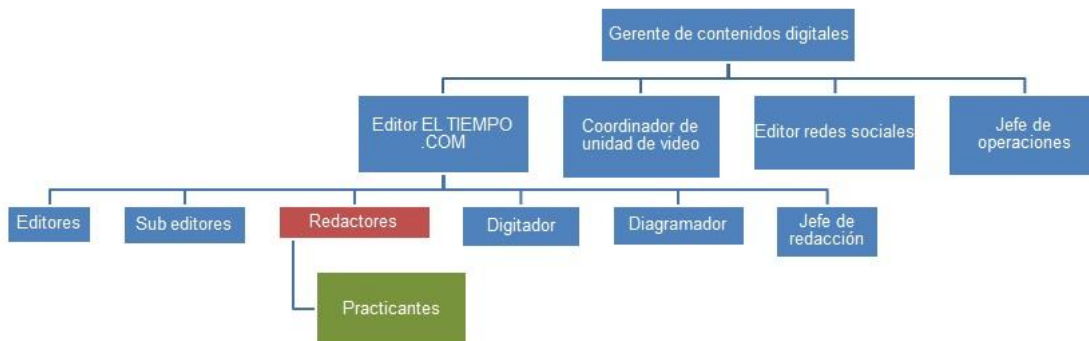 Gerente de contenidos digitales
Editor EL TIEMPO
.COM
Coordinador de
unidad de video
Editor redes sociales
Jefe de
operaciones
Editores
Sub editores
Redactores
Digitador
Diagramador
Jefe de
redacción
Practicantes